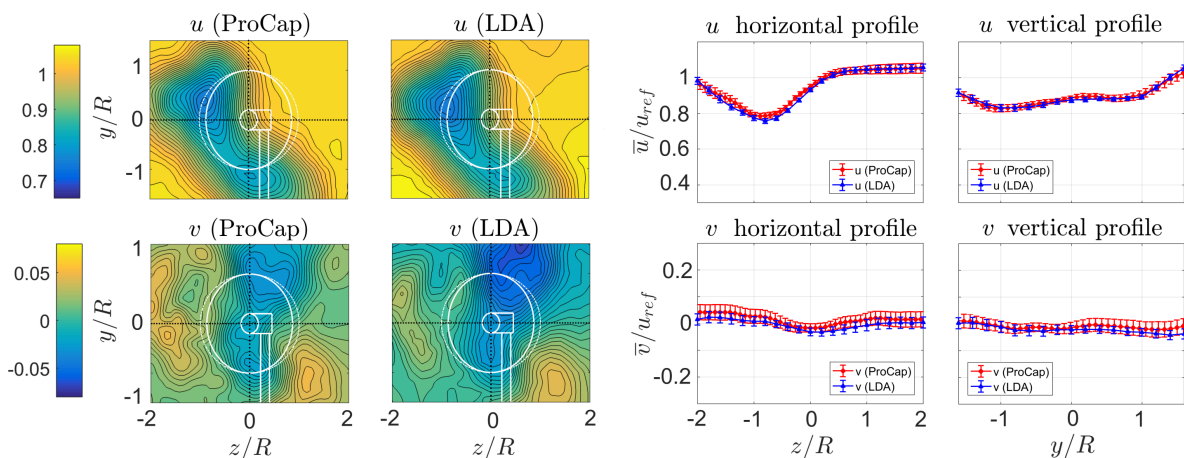 u (ProCap)
u (LDA)
u horizontal profile
u vertical profile
1
0.9
0.8
0.7
y/R
1
0
-1
u̅/u_ref
1
0.8
0.6
0.4
u (ProCap)
u (LDA)
u (ProCap)
u (LDA)
v (ProCap)
v (LDA)
v horizontal profile
v vertical profile
0.05
0
-0.05
y/R
1
0
-1
v̅/u_ref
0.2
0
-0.2
v (ProCap)
v (LDA)
v (ProCap)
v (LDA)
-2 0 2
-2 0 2
-2 -1 0 1 2
-1 0 1
z/R
z/R
z/R
y/R